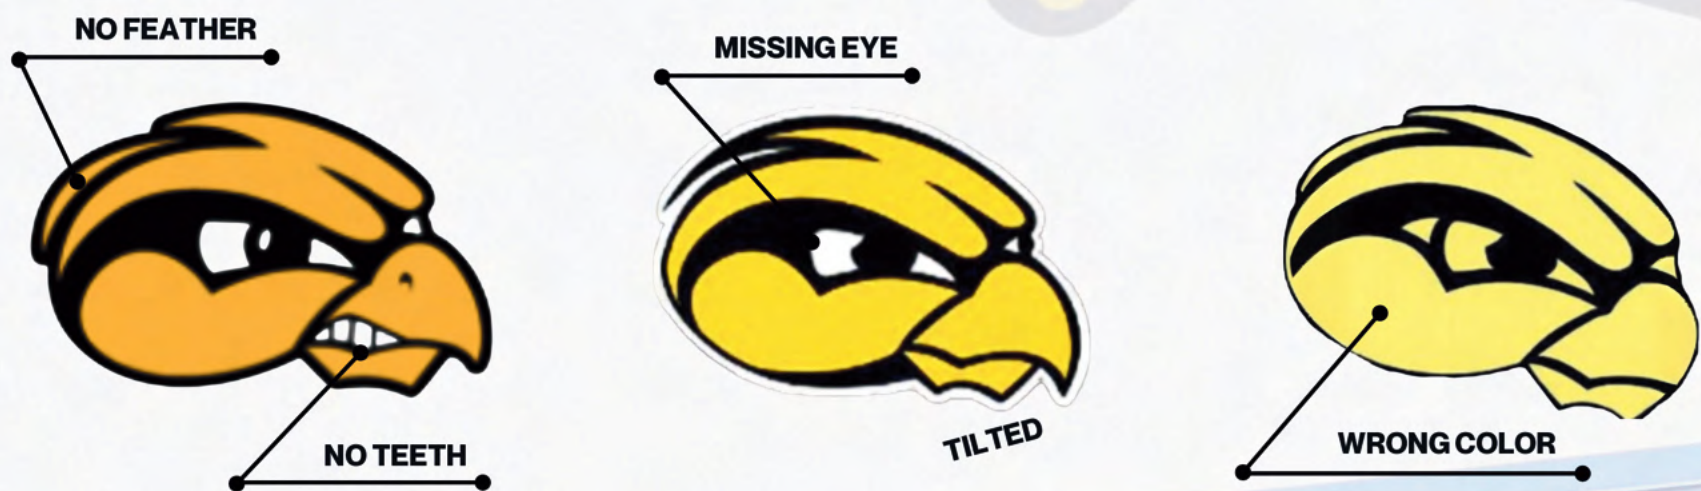 NO FEATHER
MISSING EYE
TILTED
WRONG COLOR
NO TEETH